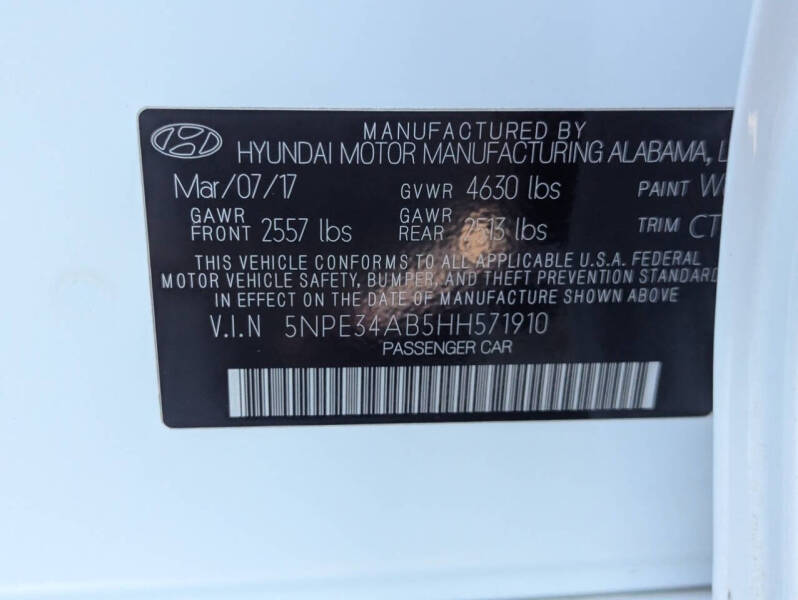 MANUFACTURED BY
HYUNDAI MOTOR MANUFACTURING ALABAMA, L
Mar/07/17 GVWR 4630 lbs PAINT W
GAWR FRONT 2557 lbs GAWR REAR 2513 lbs TRIM CT
THIS VEHICLE CONFORMS TO ALL APPLICABLE U.S.A. FEDERAL
MOTOR VEHICLE SAFETY, BUMPER, AND THEFT PREVENTION STANDARD
IN EFFECT ON THE DATE OF MANUFACTURE SHOWN ABOVE
V.I.N 5NPE34AB5HH571910
PASSENGER CAR